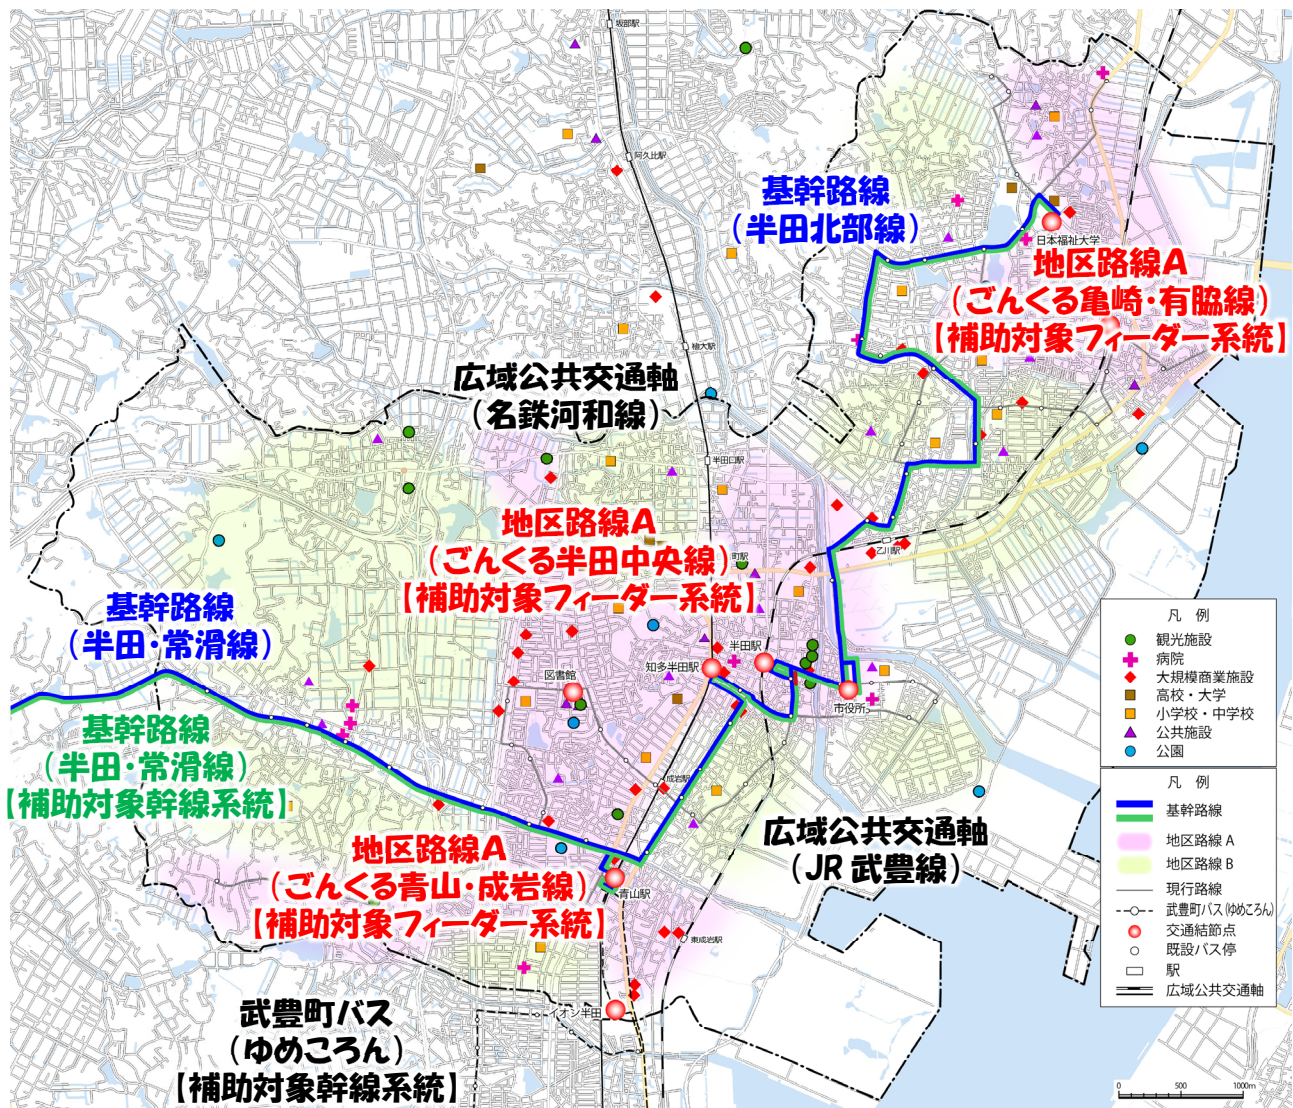 坂部駅
阿久比駅
基幹路線
（半田北部線）
日本福祉大学
地区路線A
（ごんくる亀崎・有脇線）
【補助対象フィーダー系統】
植大駅
広域公共交通軸
（名鉄河和線）
半田口駅
地区路線A
（ごんくる半田中央線）
【補助対象フィーダー系統】
乙川駅
町駅
基幹路線
（半田・常滑線）
半田駅
知多半田駅
図書館
市役所
基幹路線
（半田・常滑線）
【補助対象幹線系統】
成岩駅
広域公共交通軸
（JR 武豊線）
地区路線A
（ごんくる青山・成岩線）
【補助対象フィーダー系統】
青山駅
東成岩駅
イオン半田
武豊町バス
（ゆめころん）
【補助対象幹線系統】
凡 例
観光施設
病院
大規模商業施設
高校・大学
小学校・中学校
公共施設
公園
凡 例
基幹路線
地区路線 A
地区路線 B
現行路線
武豊町バス(ゆめころん)
交通結節点
既設バス停
駅
広域公共交通軸
0 500 1000m